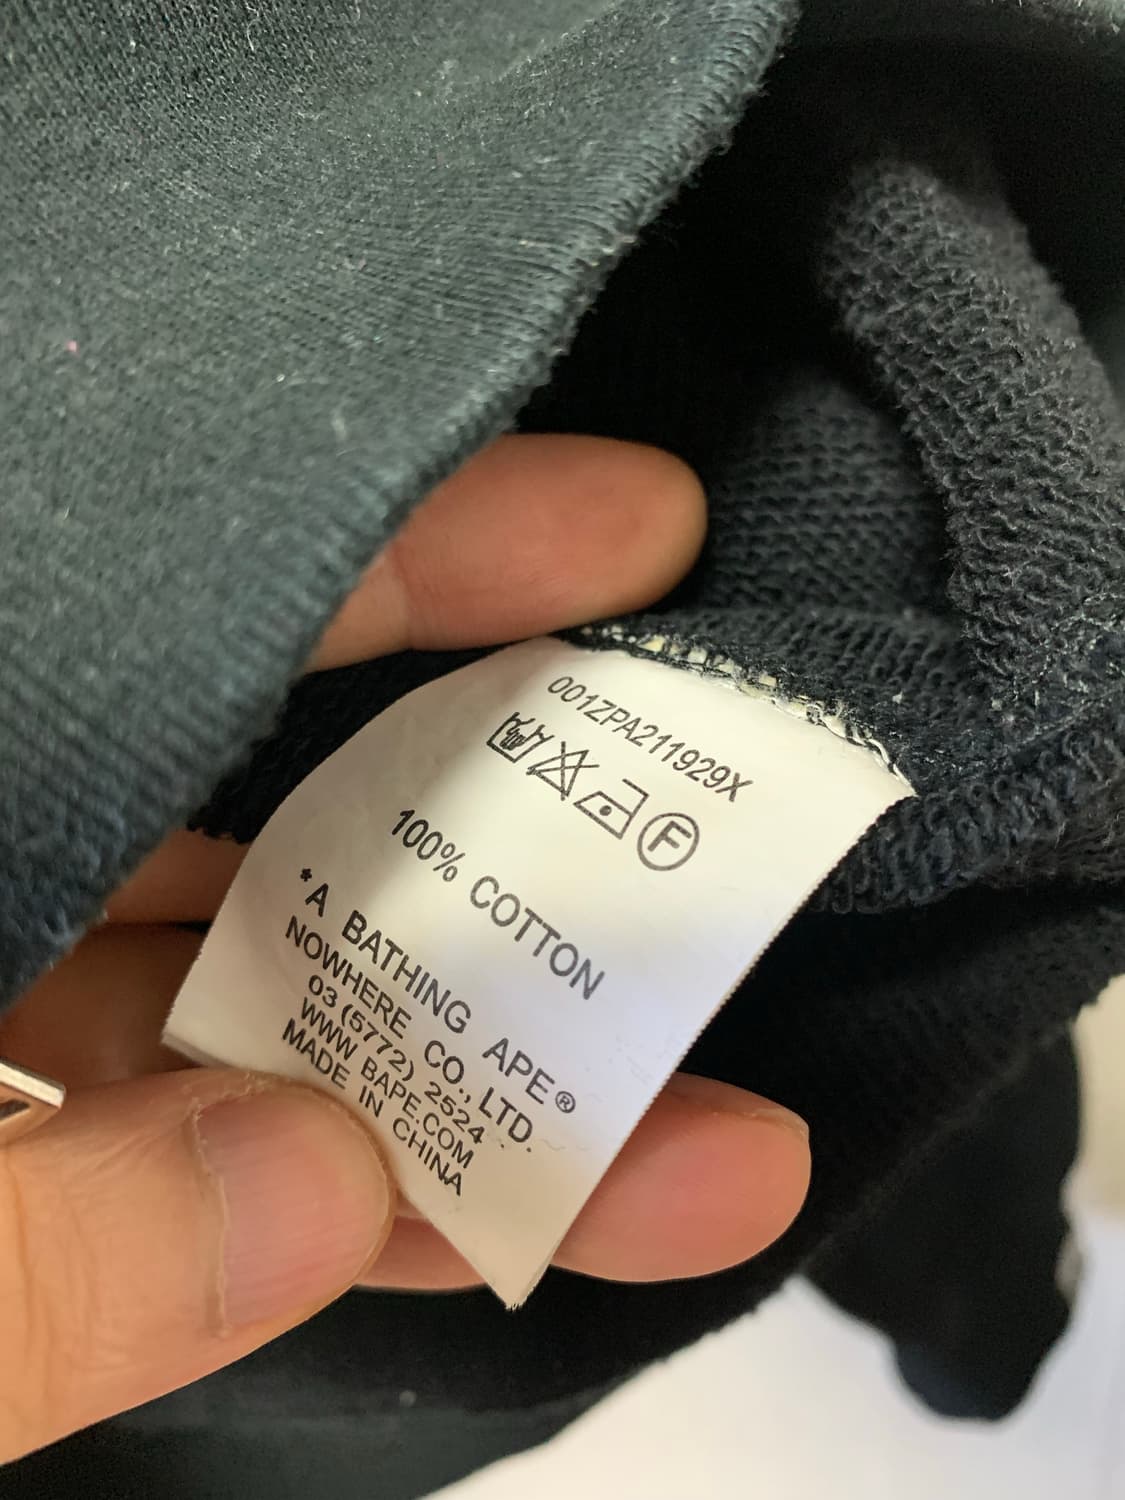 001ZPA211929X
F
100% COTTON
*A BATHING APE®
NOWHERE CO., LTD.
03 (5772) 2524
WWW BAPE.COM
MADE IN CHINA